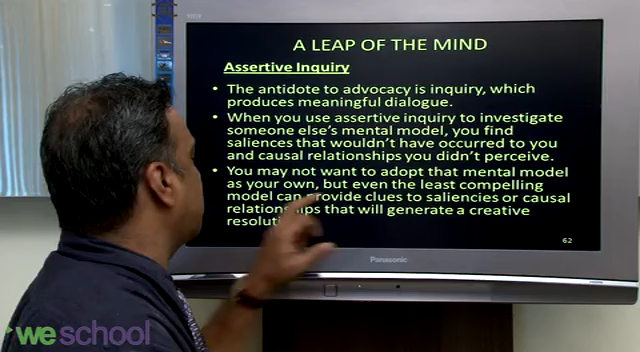 A LEAP OF THE MIND
Assertive Inquiry
• The antidote to advocacy is inquiry, which
produces meaningful dialogue.
• When you use assertive inquiry to investigate
someone else's mental model, you find
saliences that wouldn't have occurred to you
and causal relationships you didn't perceive.
• You may not want to adopt that mental model
as your own, but even the least compelling
model can provide clues to saliencies or causal
relationships that will generate a creative
62
Panasonic
weschool